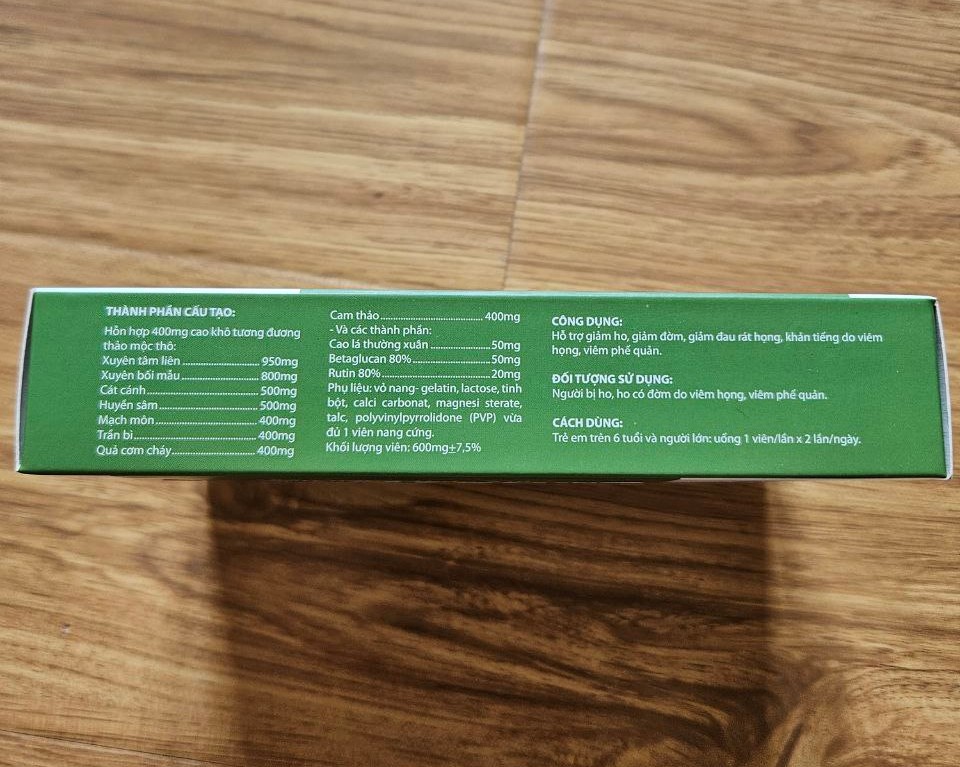 THÀNH PHẦN CẤU TẠO:
Hỗn hợp 400mg cao khô tương đương
thảo mộc thô:
Xuyên tâm liên 950mg
Xuyên bối mẫu 800mg
Cát cánh 500mg
Huyền sâm 500mg
Mạch môn 400mg
Trần bì 400mg
Quả cơm cháy 400mg
Cam thảo 400mg
- Và các thành phần:
Cao lá thường xuân 50mg
Betaglucan 80% 50mg
Rutin 80% 20mg
Phụ liệu: vỏ nang- gelatin, lactose, tinh
bột, calci carbonat, magnesi sterate,
talc, polyvinylpyrrolidone (PVP) vừa
đủ 1 viên nang cứng.
Khối lượng viên: 600mg±7,5%
CÔNG DỤNG:
Hỗ trợ giảm ho, giảm đờm, giảm đau rát họng, khản tiếng do viêm
họng, viêm phế quản.
ĐỐI TƯỢNG SỬ DỤNG:
Người bị ho, ho có đờm do viêm họng, viêm phế quản.
CÁCH DÙNG:
Trẻ em trên 6 tuổi và người lớn: uống 1 viên/lần x 2 lần/ngày.